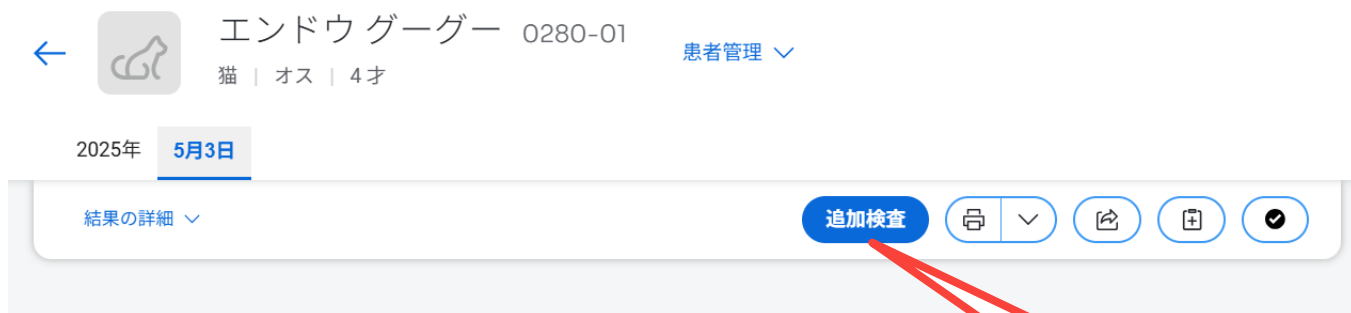 エンドウ グーグー 0280-01
患者管理
猫 | オス | 4才
2025年 5月3日
結果の詳細
追加検査